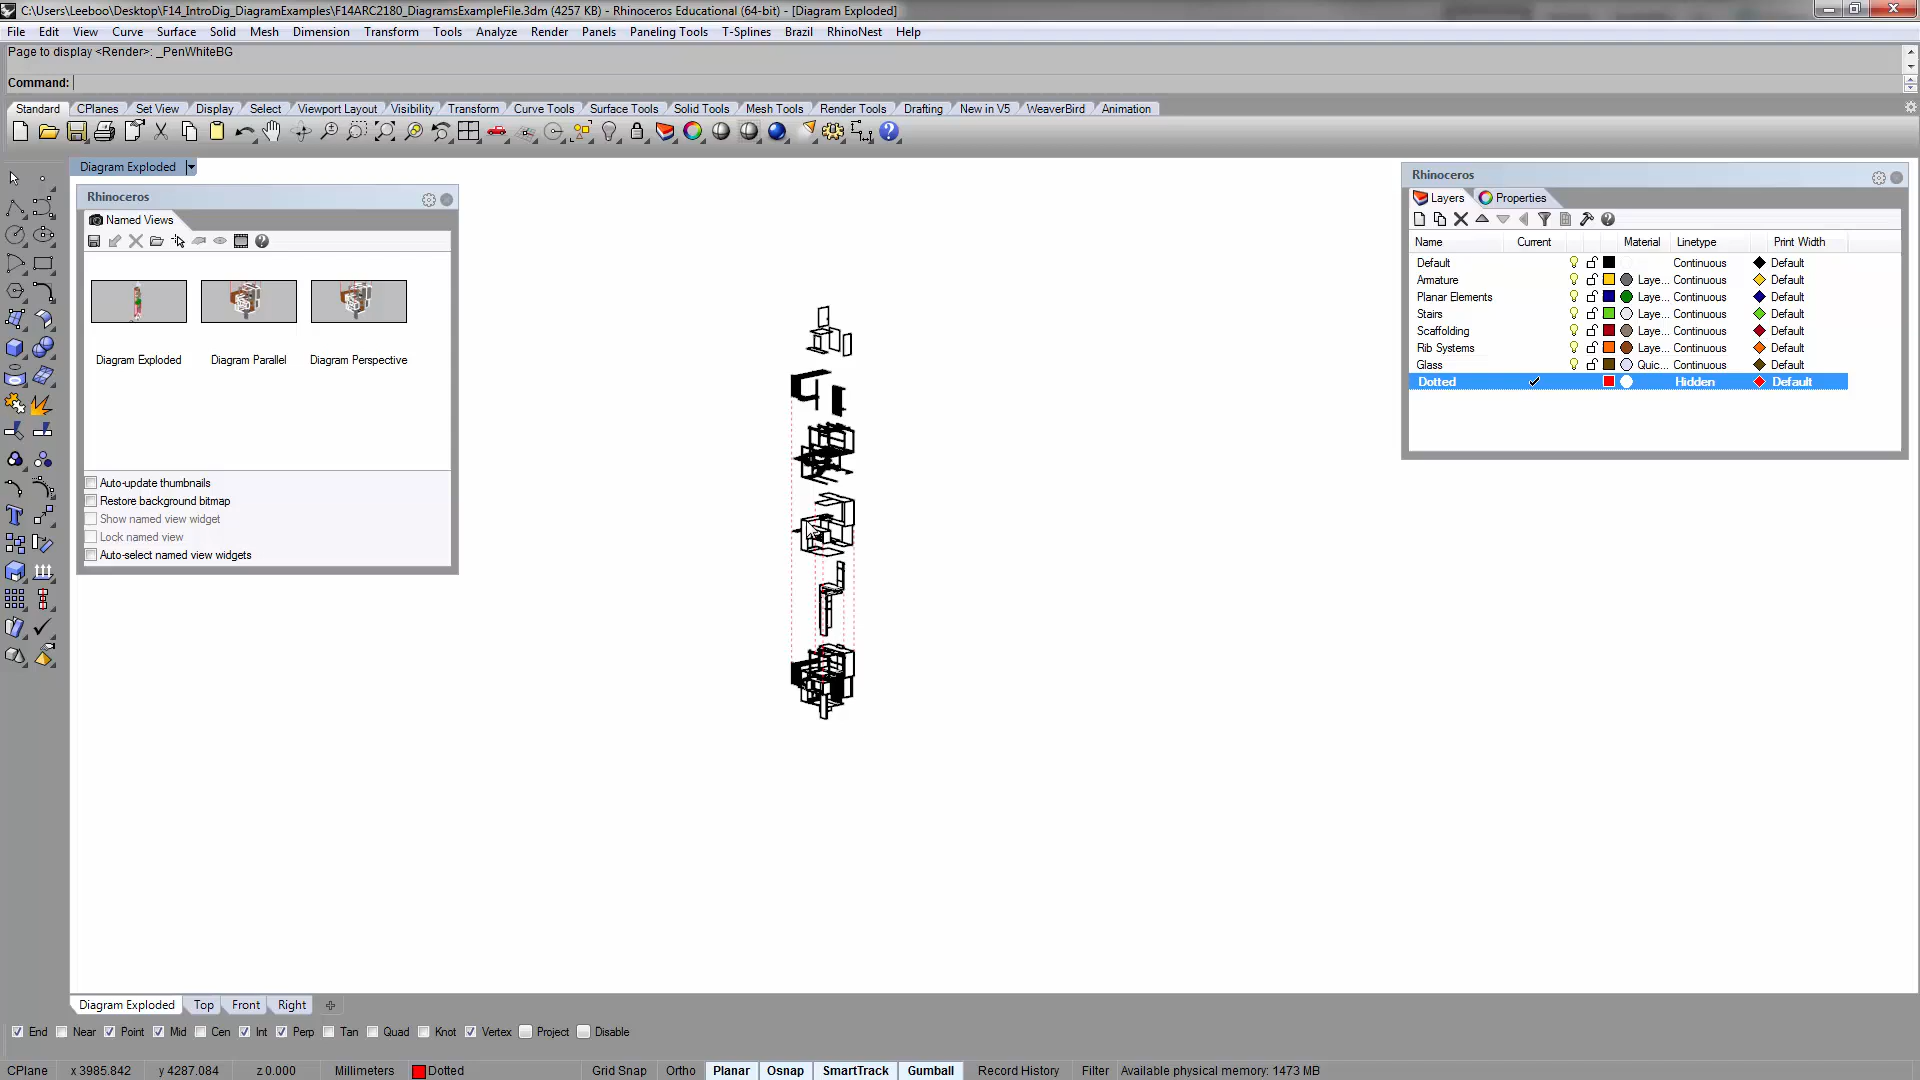 C:\Users\Leeboo\Desktop\F14_IntroDig_DiagramExamples\F14ARC2180_DiagramsExampleFile.3dm (4257 KB) - Rhinoceros Educational (64-bit) - [Diagram Exploded]
File Edit View Curve Surface Solid Mesh Dimension Transform Tools Analyze Render Panels Paneling Tools T-Splines Brazil RhinoNest Help
Page to display <Render>: _PenWhiteBG
Command:
Standard CPlanes Set View Display Select Viewport Layout Visibility Transform Curve Tools Surface Tools Solid Tools Mesh Tools Render Tools Drafting New in V5 WeaverBird Animation
Diagram Exploded
Rhinoceros
Named Views
Diagram Exploded Diagram Parallel Diagram Perspective
Auto-update thumbnails
Restore background bitmap
Show named view widget
Lock named view
Auto-select named view widgets
Rhinoceros
Layers Properties
Name Current Material Linetype Print Width
Default Continuous Default
Armature Laye... Continuous Default
Planar Elements Laye... Continuous Default
Stairs Laye... Continuous Default
Scaffolding Laye... Continuous Default
Rib Systems Laye... Continuous Default
Glass Quic... Continuous Default
Dotted Hidden Default
Diagram Exploded Top Front Right
End Near Point Mid Cen Int Perp Tan Quad Knot Vertex Project Disable
CPlane x 3985.842 y 4287.084 z 0.000 Millimeters Dotted Grid Snap Ortho Planar Osnap SmartTrack Gumball Record History Filter Available physical memory: 1473 MB